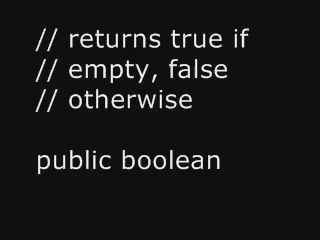 // returns true if
// empty, false
// otherwise
public boolean